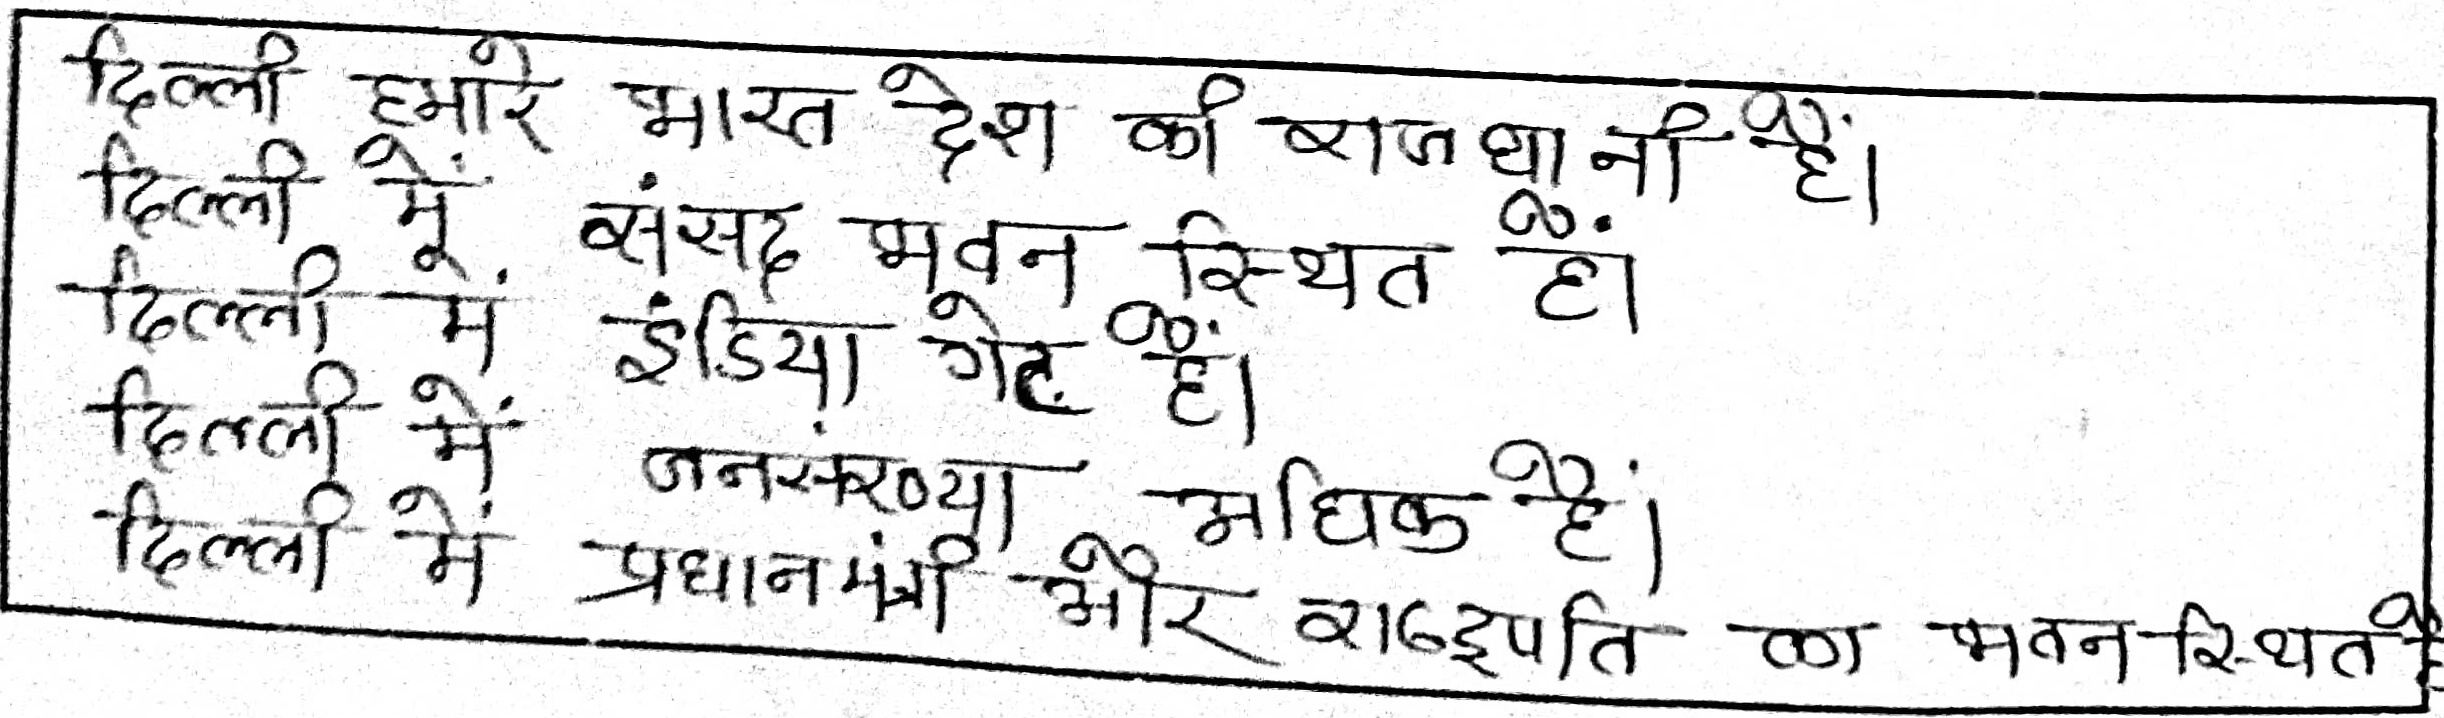 दिल्ली हमारे भारत देश की राजधानी हैं।
दिल्ली में संसद भवन स्थित हैं।
दिल्ली में इंडिया गेट हैं।
दिल्ली में जनसंख्या अधिक हैं।
दिल्ली में प्रधानमंत्री और राष्ट्रपति का भवन स्थित है